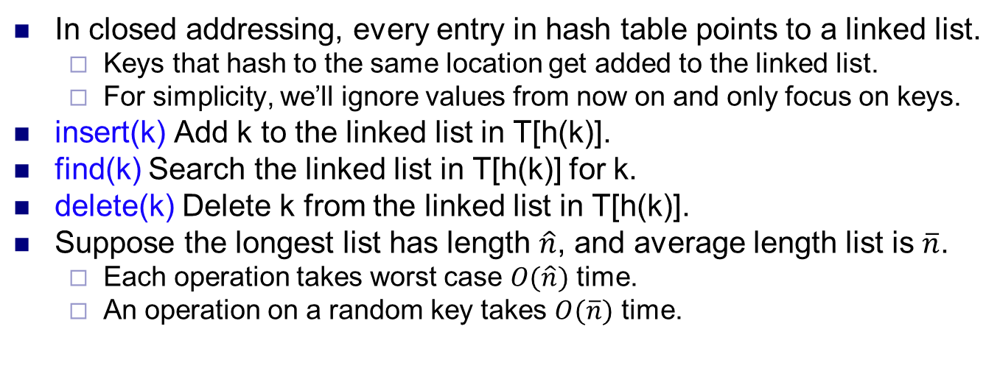 In closed addressing, every entry in hash table points to a linked list.
Keys that hash to the same location get added to the linked list.
For simplicity, we’ll ignore values from now on and only focus on keys.
insert(k) Add k to the linked list in T[h(k)].
find(k) Search the linked list in T[h(k)] for k.
delete(k) Delete k from the linked list in T[h(k)].
Suppose the longest list has length n̂, and average length list is n̄.
Each operation takes worst case O(n̂) time.
An operation on a random key takes O(n̄) time.